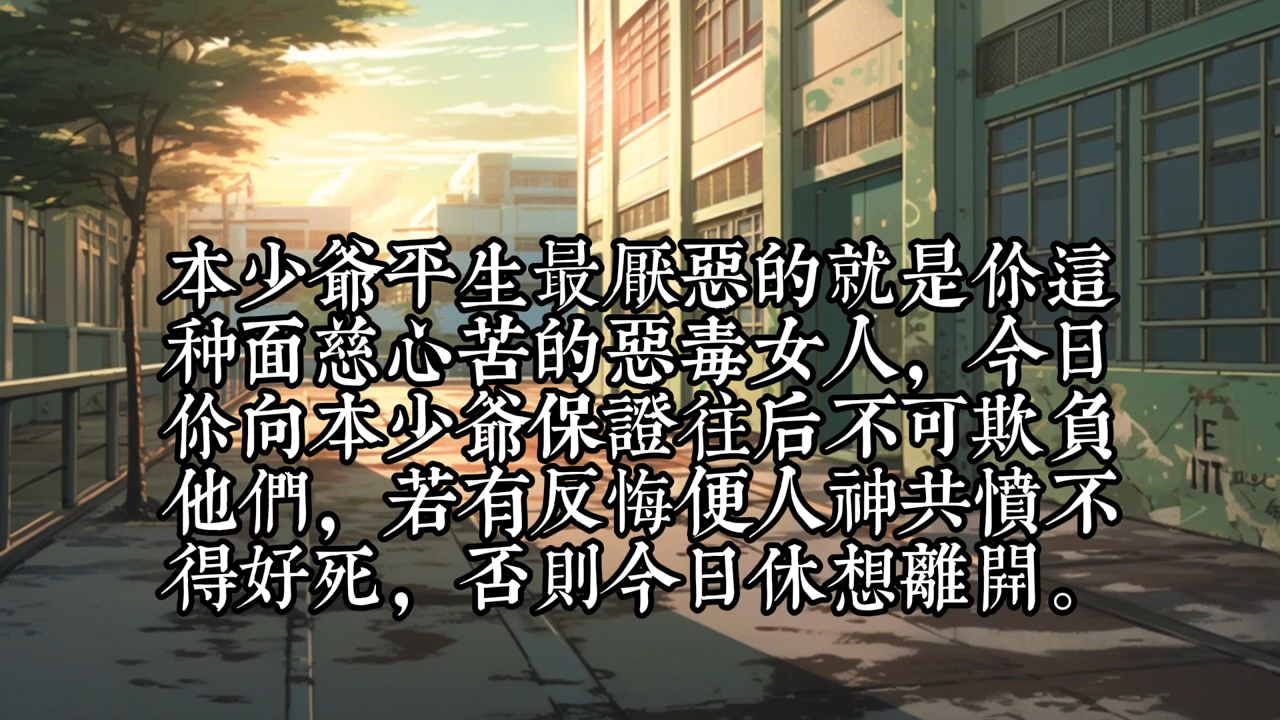 本少爺平生最厭惡的就是你這
种面慈心苦的惡毒女人，今日
你向本少爺保證往后不可欺負
他們，若有反悔便人神共憤不
得好死，否則今日休想離開。